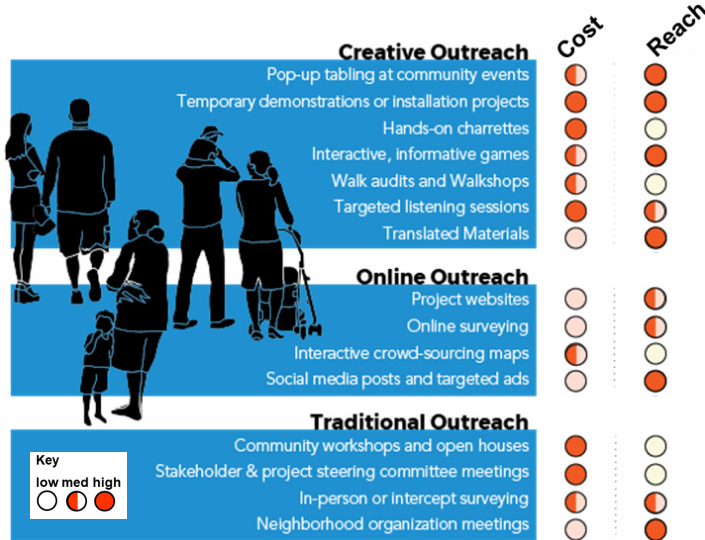 Cost Reach
Creative Outreach
Pop-up tabling at community events
Temporary demonstrations or installation projects
Hands-on charrettes
Interactive, informative games
Walk audits and Walkshops
Targeted listening sessions
Translated Materials
Online Outreach
Project websites
Online surveying
Interactive crowd-sourcing maps
Social media posts and targeted ads
Traditional Outreach
Community workshops and open houses
Stakeholder & project steering committee meetings
In-person or intercept surveying
Neighborhood organization meetings
Key
low med high